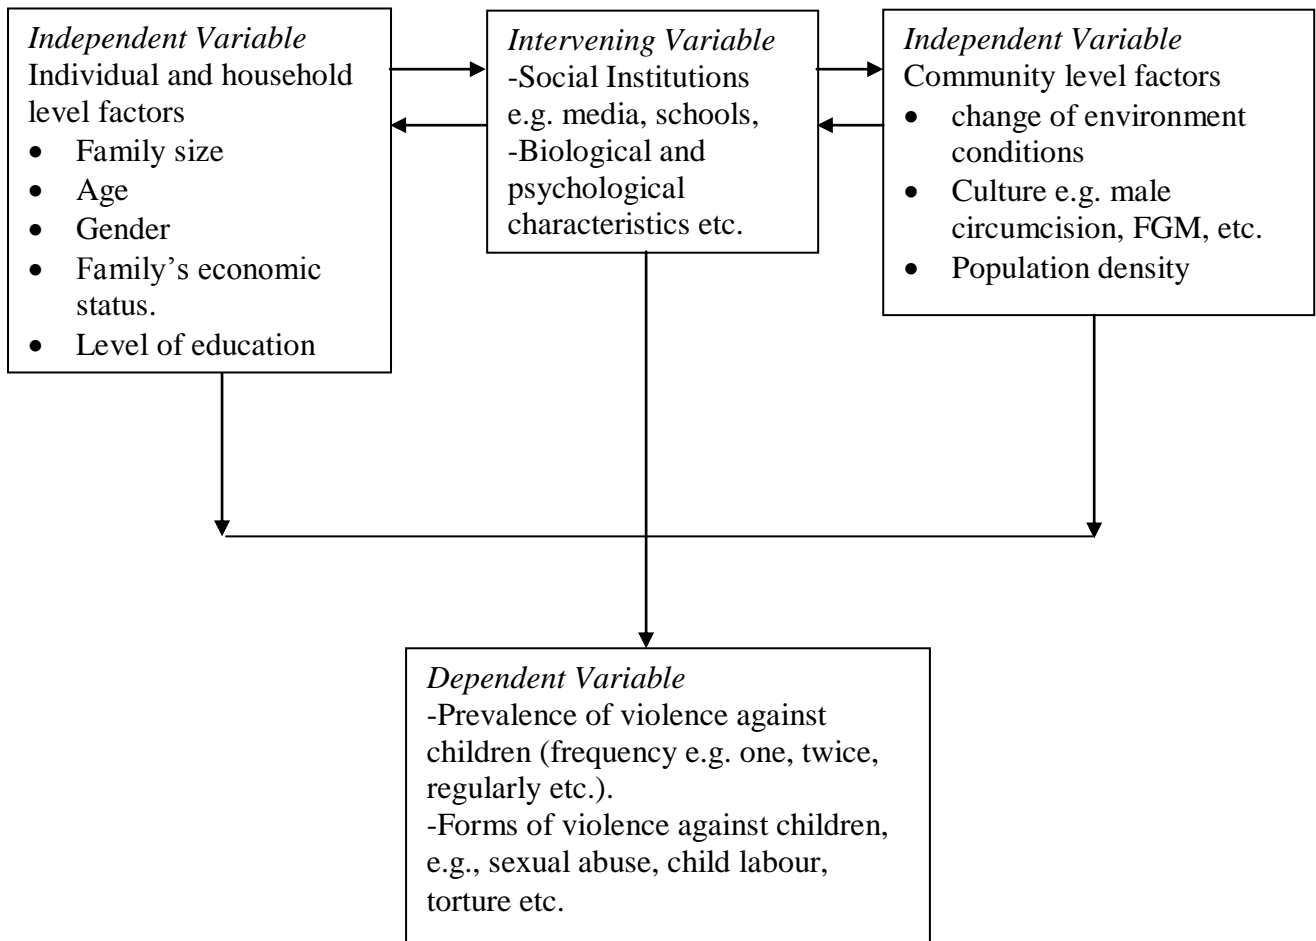 Independent Variable
Individual and household
level factors
• Family size
• Age
• Gender
• Family’s economic
status.
• Level of education
Intervening Variable
-Social Institutions
e.g. media, schools,
-Biological and
psychological
characteristics etc.
Independent Variable
Community level factors
• change of environment
conditions
• Culture e.g. male
circumcision, FGM, etc.
• Population density
Dependent Variable
-Prevalence of violence against
children (frequency e.g. one, twice,
regularly etc.).
-Forms of violence against children,
e.g., sexual abuse, child labour,
torture etc.